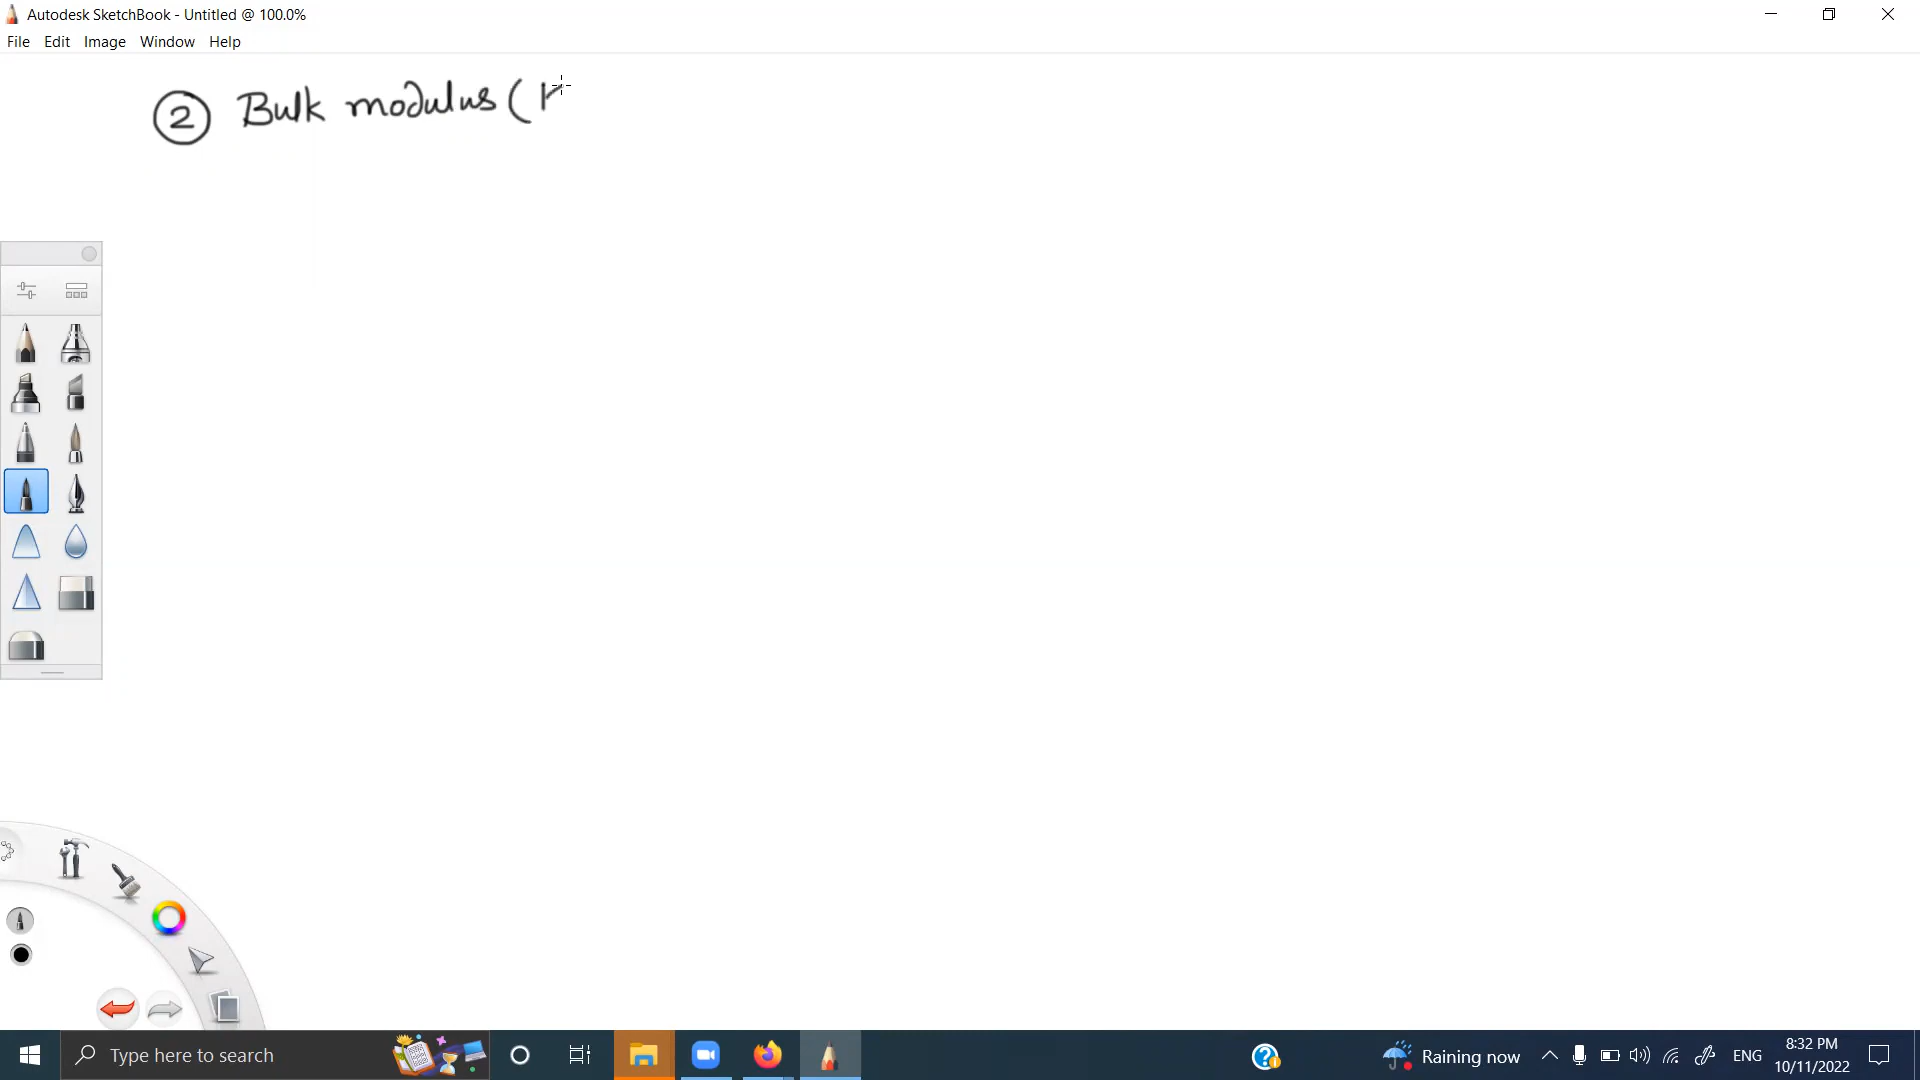 Autodesk SketchBook - Untitled @ 100.0%
File Edit Image Window Help
2 Bulk modulus (
Type here to search
Raining now
ENG
8:32 PM
10/11/2022